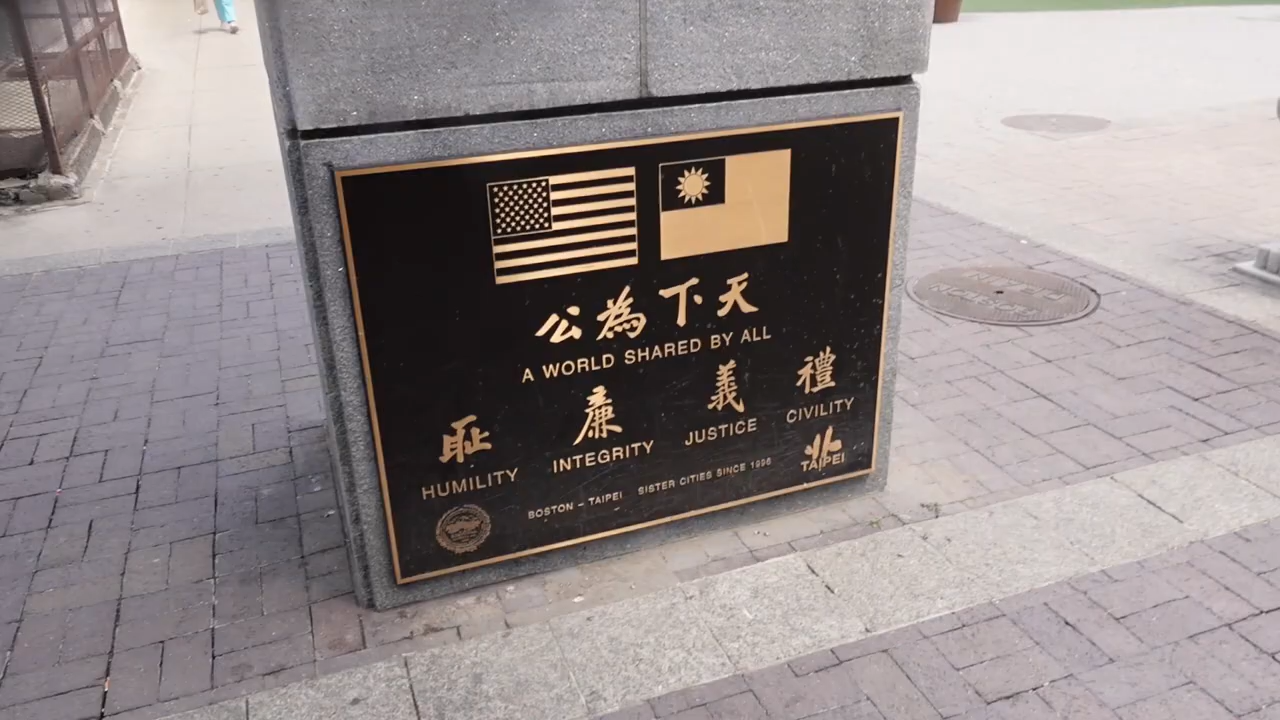 天下為公
A WORLD SHARED BY ALL
禮 義 廉 耻
HUMILITY INTEGRITY JUSTICE CIVILITY
BOSTON – TAIPEI SISTER CITIES SINCE 1996
TAIPEI